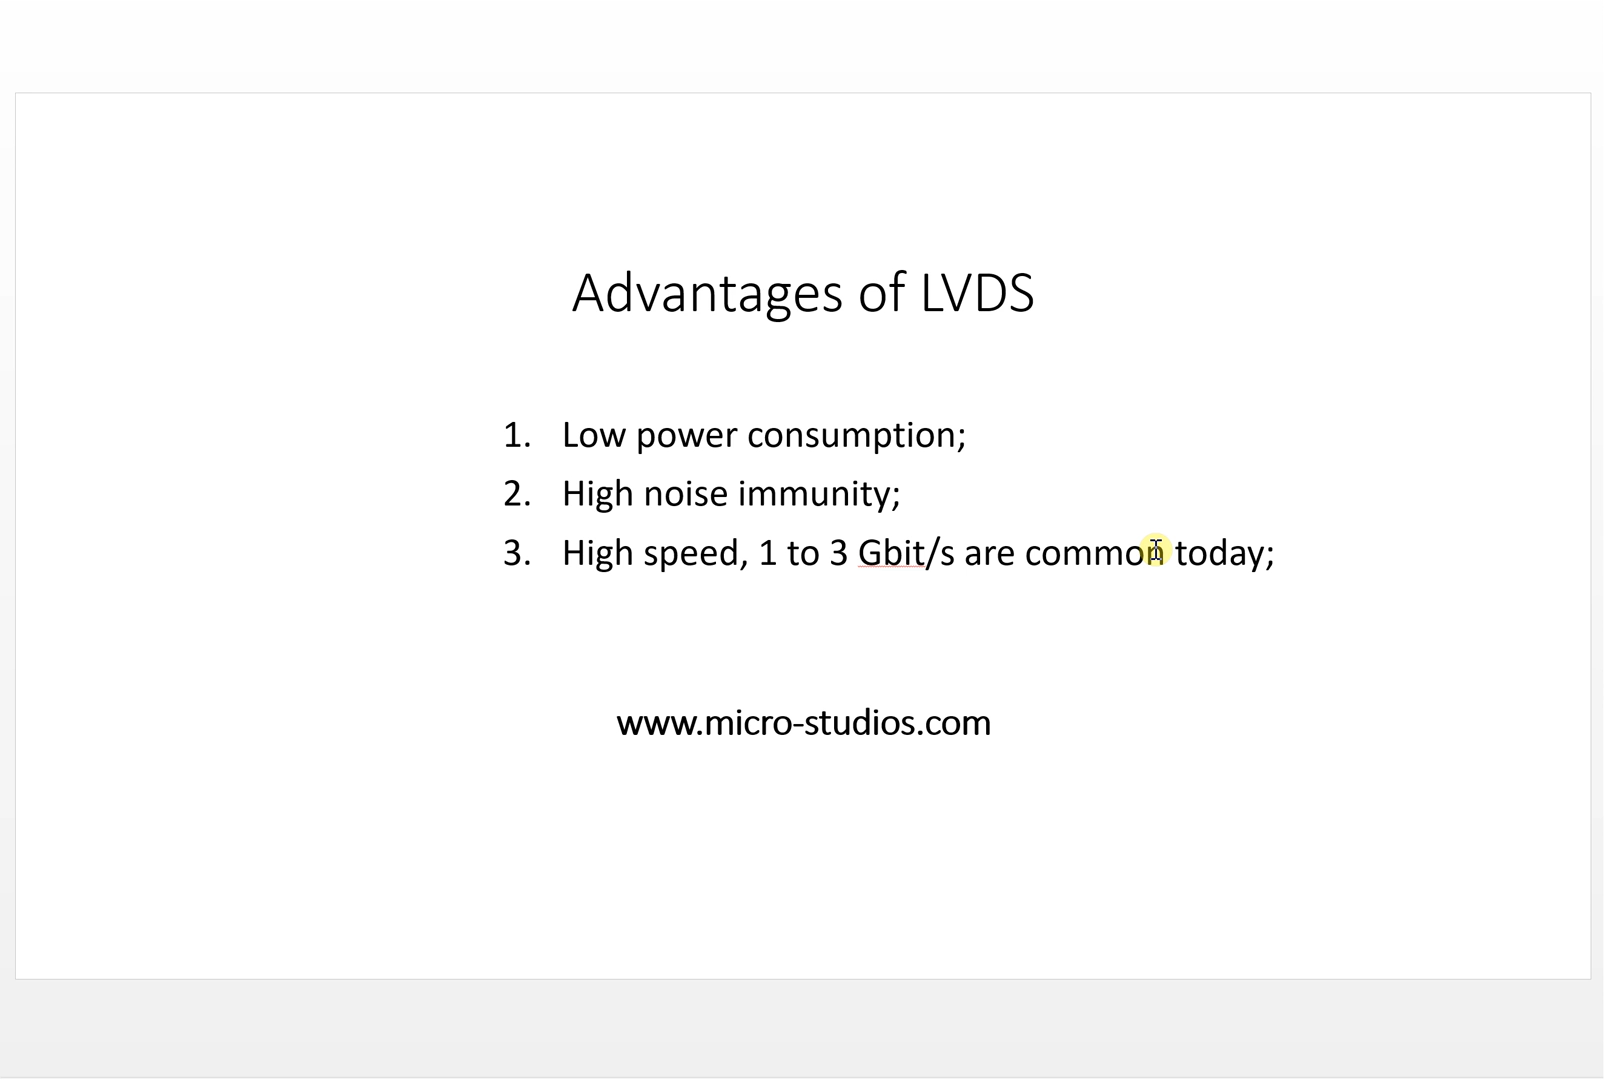 Advantages of LVDS
1. Low power consumption;
2. High noise immunity;
3. High speed, 1 to 3 Gbit/s are common today;
www.micro-studios.com